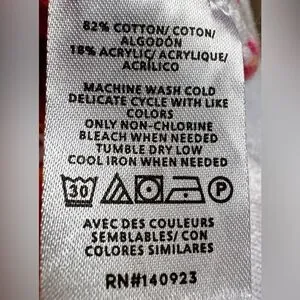 82% COTTON/ COTON/
ALGODÓN
18% ACRYLIC/ ACRYLIQUE/
ACRÍLICO
MACHINE WASH COLD
DELICATE CYCLE WITH LIKE
COLORS
ONLY NON-CHLORINE
BLEACH WHEN NEEDED
TUMBLE DRY LOW
COOL IRON WHEN NEEDED
30 P
AVEC DES COULEURS
SEMBLABLES/ CON
COLORES SIMILARES
RN#140923